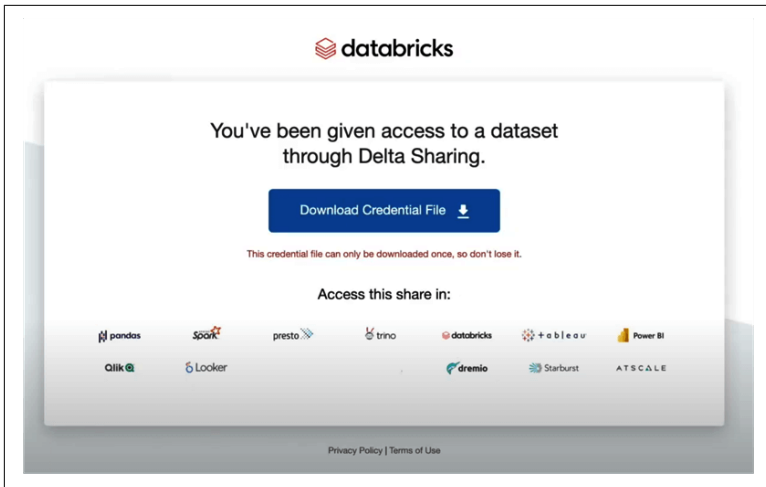 databricks
You've been given access to a dataset
through Delta Sharing.
Download Credential File
This credential file can only be downloaded once, so don't lose it.
Access this share in:
pandas Spark presto trino databricks +ableau Power BI
Qlik Looker dremio Starburst ATSCALE
Privacy Policy | Terms of Use